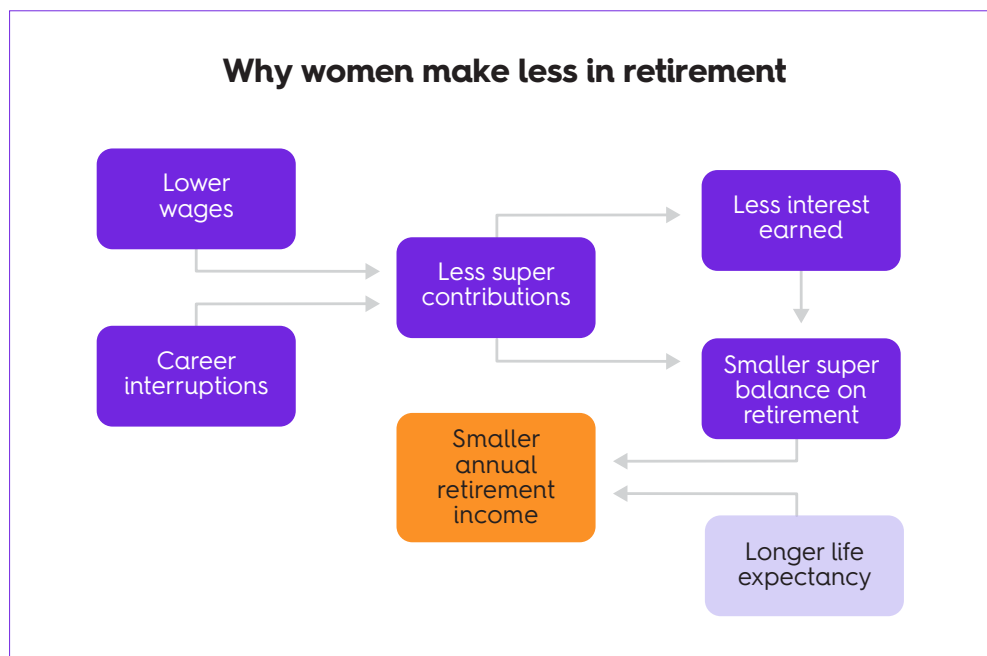 Why women make less in retirement
Lower
wages
Career
interruptions
Less super
contributions
Less interest
earned
Smaller super
balance on
retirement
Smaller
annual
retirement
income
Longer life
expectancy